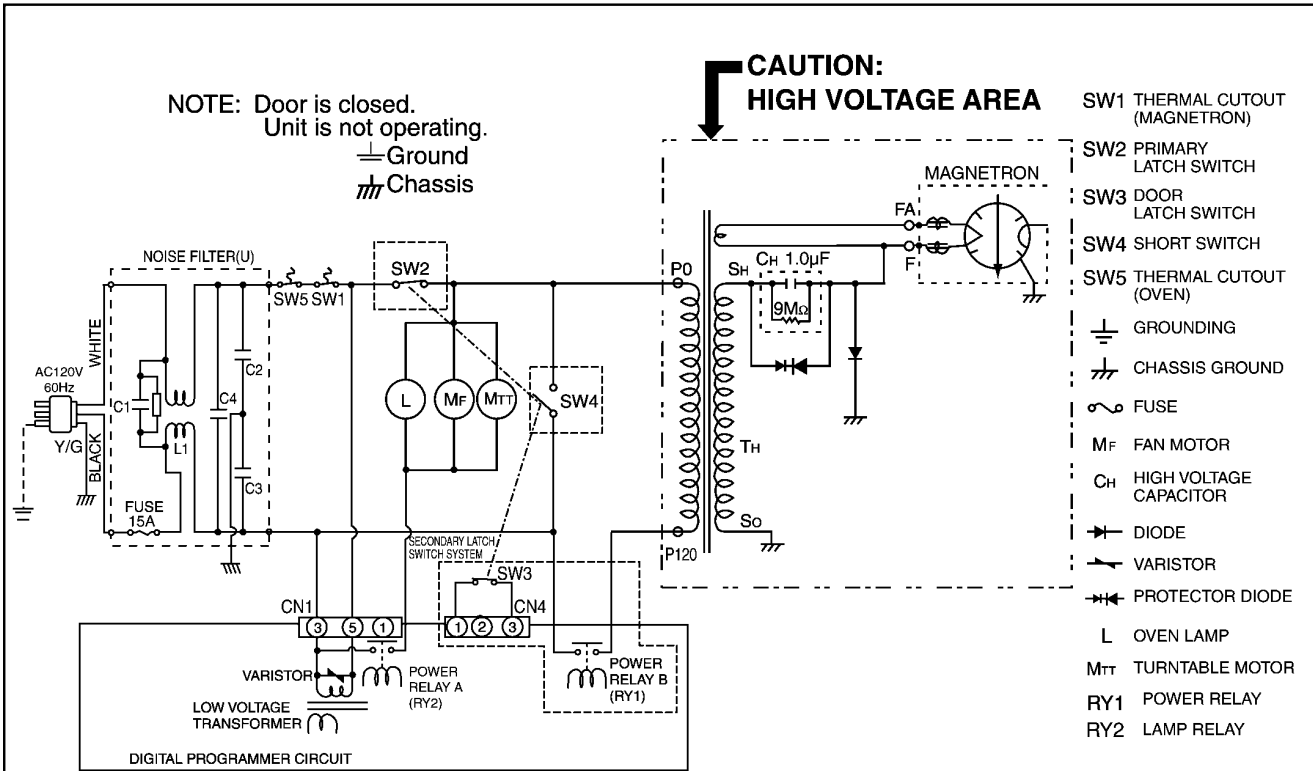 CAUTION:
HIGH VOLTAGE AREA
NOTE: Door is closed.
Unit is not operating.
Ground
Chassis
NOISE FILTER(U)
WHITE
AC120V
60Hz
Y/G
BLACK
C1
L1
C4
C2
C3
FUSE
15A
SW5
SW1
SW2
L
MF
MTT
SW4
SECONDARY LATCH
SWITCH SYSTEM
SW3
CN1
3
5
1
CN4
1
2
3
VARISTOR
POWER
RELAY A
(RY2)
LOW VOLTAGE
TRANSFORMER
POWER
RELAY B
(RY1)
DIGITAL PROGRAMMER CIRCUIT
MAGNETRON
FA
F
P0
SH
CH 1.0µF
9MΩ
TH
SO
P120
SW1 THERMAL CUTOUT
(MAGNETRON)
SW2 PRIMARY
LATCH SWITCH
SW3 DOOR
LATCH SWITCH
SW4 SHORT SWITCH
SW5 THERMAL CUTOUT
(OVEN)
GROUNDING
CHASSIS GROUND
FUSE
MF FAN MOTOR
CH HIGH VOLTAGE
CAPACITOR
DIODE
VARISTOR
PROTECTOR DIODE
L OVEN LAMP
MTT TURNTABLE MOTOR
RY1 POWER RELAY
RY2 LAMP RELAY